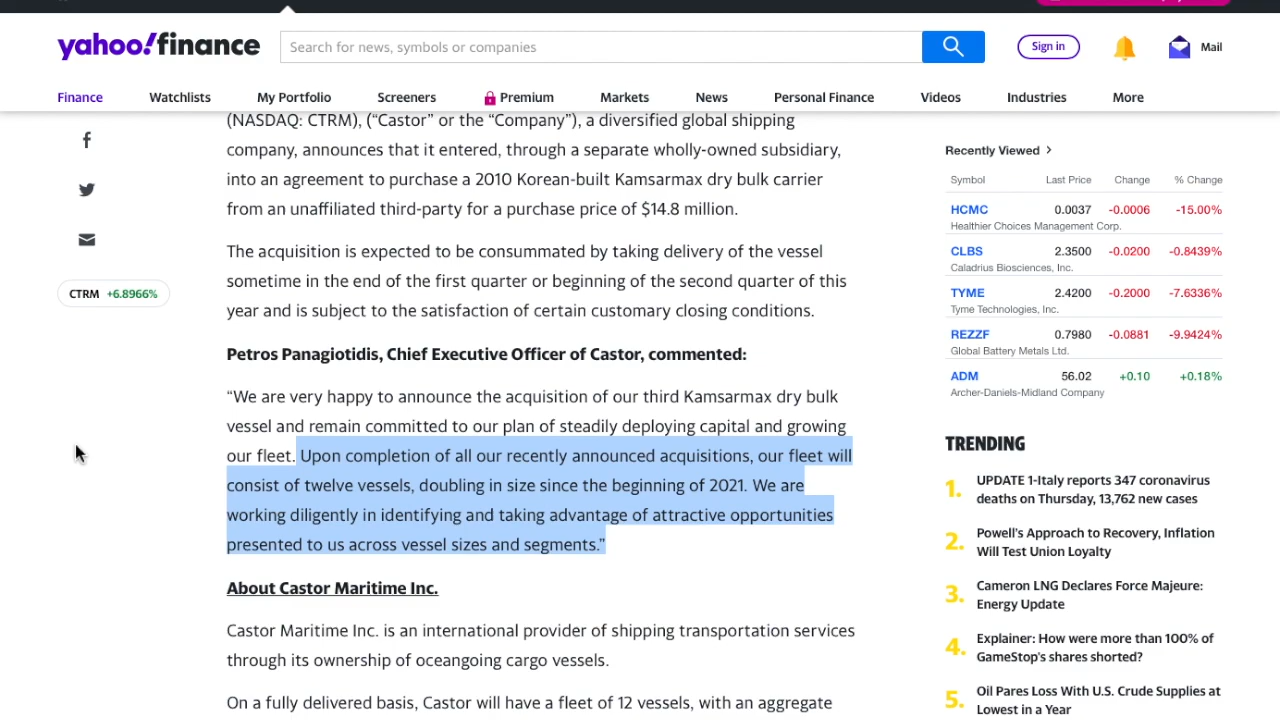 yahoo!finance
Search for news, symbols or companies
Sign in
Mail
Finance Watchlists My Portfolio Screeners Premium Markets News Personal Finance Videos Industries More
(NASDAQ: CTRM), (“Castor” or the “Company”), a diversified global shipping
company, announces that it entered, through a separate wholly-owned subsidiary,
into an agreement to purchase a 2010 Korean-built Kamsarmax dry bulk carrier
from an unaffiliated third-party for a purchase price of $14.8 million.
CTRM +6.8966%
The acquisition is expected to be consummated by taking delivery of the vessel
sometime in the end of the first quarter or beginning of the second quarter of this
year and is subject to the satisfaction of certain customary closing conditions.
Petros Panagiotidis, Chief Executive Officer of Castor, commented:
“We are very happy to announce the acquisition of our third Kamsarmax dry bulk
vessel and remain committed to our plan of steadily deploying capital and growing
our fleet. Upon completion of all our recently announced acquisitions, our fleet will
consist of twelve vessels, doubling in size since the beginning of 2021. We are
working diligently in identifying and taking advantage of attractive opportunities
presented to us across vessel sizes and segments.”
About Castor Maritime Inc.
Castor Maritime Inc. is an international provider of shipping transportation services
through its ownership of oceangoing cargo vessels.
On a fully delivered basis, Castor will have a fleet of 12 vessels, with an aggregate
Recently Viewed
Symbol Last Price Change % Change
HCMC 0.0037 -0.0006 -15.00%
Healthier Choices Management Corp.
CLBS 2.3500 -0.0200 -0.8439%
Caladrius Biosciences, Inc.
TYME 2.4200 -0.2000 -7.6336%
Tyme Technologies, Inc.
REZZF 0.7980 -0.0881 -9.9424%
Global Battery Metals Ltd.
ADM 56.02 +0.10 +0.18%
Archer-Daniels-Midland Company
TRENDING
1. UPDATE 1-Italy reports 347 coronavirus
deaths on Thursday, 13,762 new cases
2. Powell's Approach to Recovery, Inflation
Will Test Union Loyalty
3. Cameron LNG Declares Force Majeure:
Energy Update
4. Explainer: How were more than 100% of
GameStop's shares shorted?
5. Oil Pares Loss With U.S. Crude Supplies at
Lowest in a Year